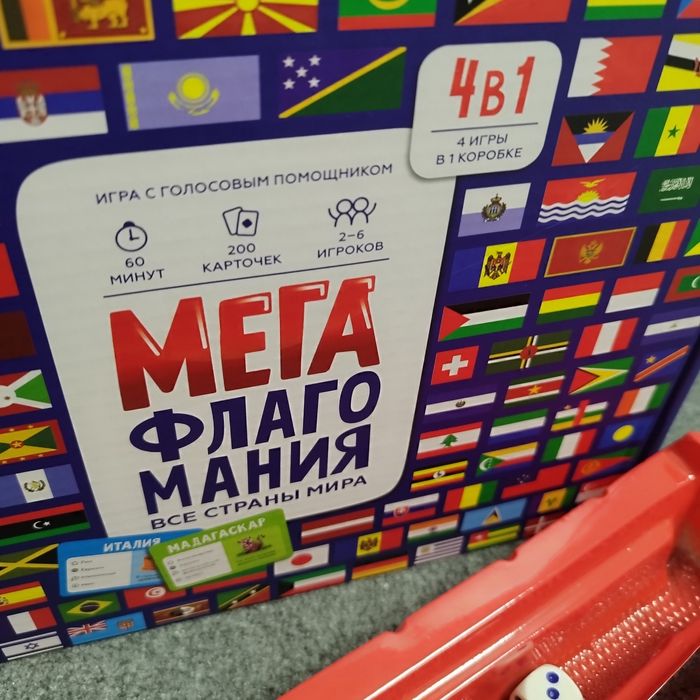 4в1
4 ИГРЫ
В 1 КОРОБКЕ
ИГРА С ГОЛОСОВЫМ ПОМОЩНИКОМ
60
МИНУТ
200
КАРТОЧЕК
2–6
ИГРОКОВ
МЕГА
ФЛАГО
МАНИЯ
ВСЕ СТРАНЫ МИРА
ИТАЛИЯ
МАДАГАСКАР